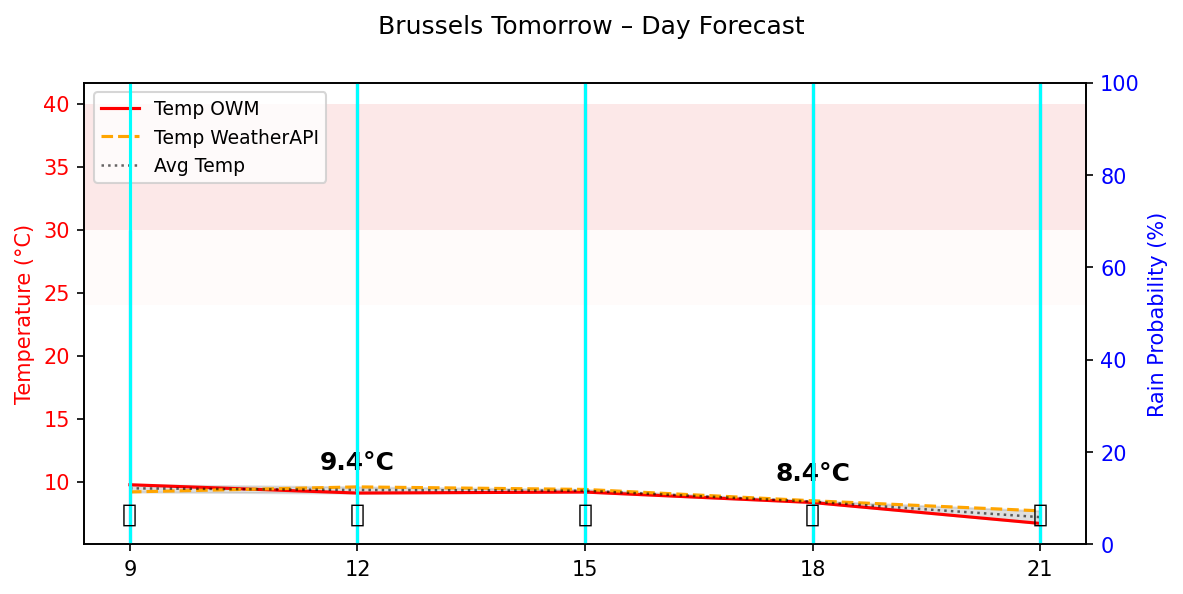 Brussels Tomorrow – Day Forecast
Temp OWM
Temp WeatherAPI
Avg Temp
Temperature (°C)
40
35
30
25
20
15
10
100
80
60
40
20
0
Rain Probability (%)
9.4°C
8.4°C
9
12
15
18
21